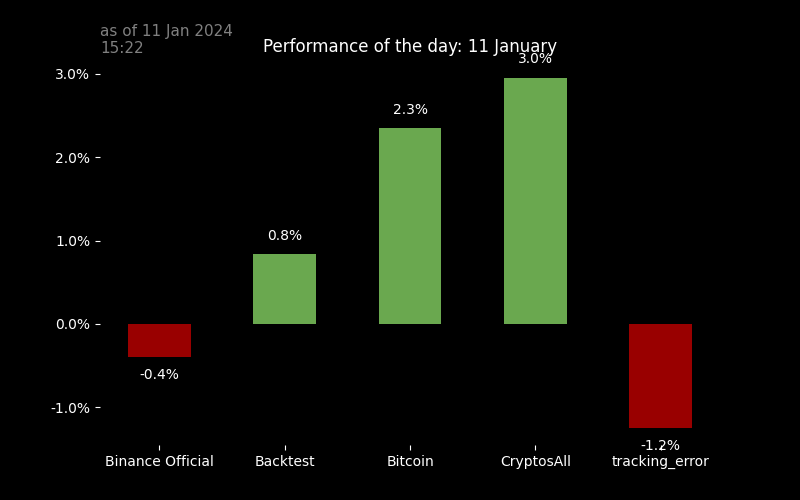 as of 11 Jan 2024
15:22
Performance of the day: 11 January
3.0%
3.0%
2.3%
2.0%
1.0%
0.8%
0.0%
-0.4%
-1.0%
-1.2%
Binance Official
Backtest
Bitcoin
CryptosAll
tracking_error